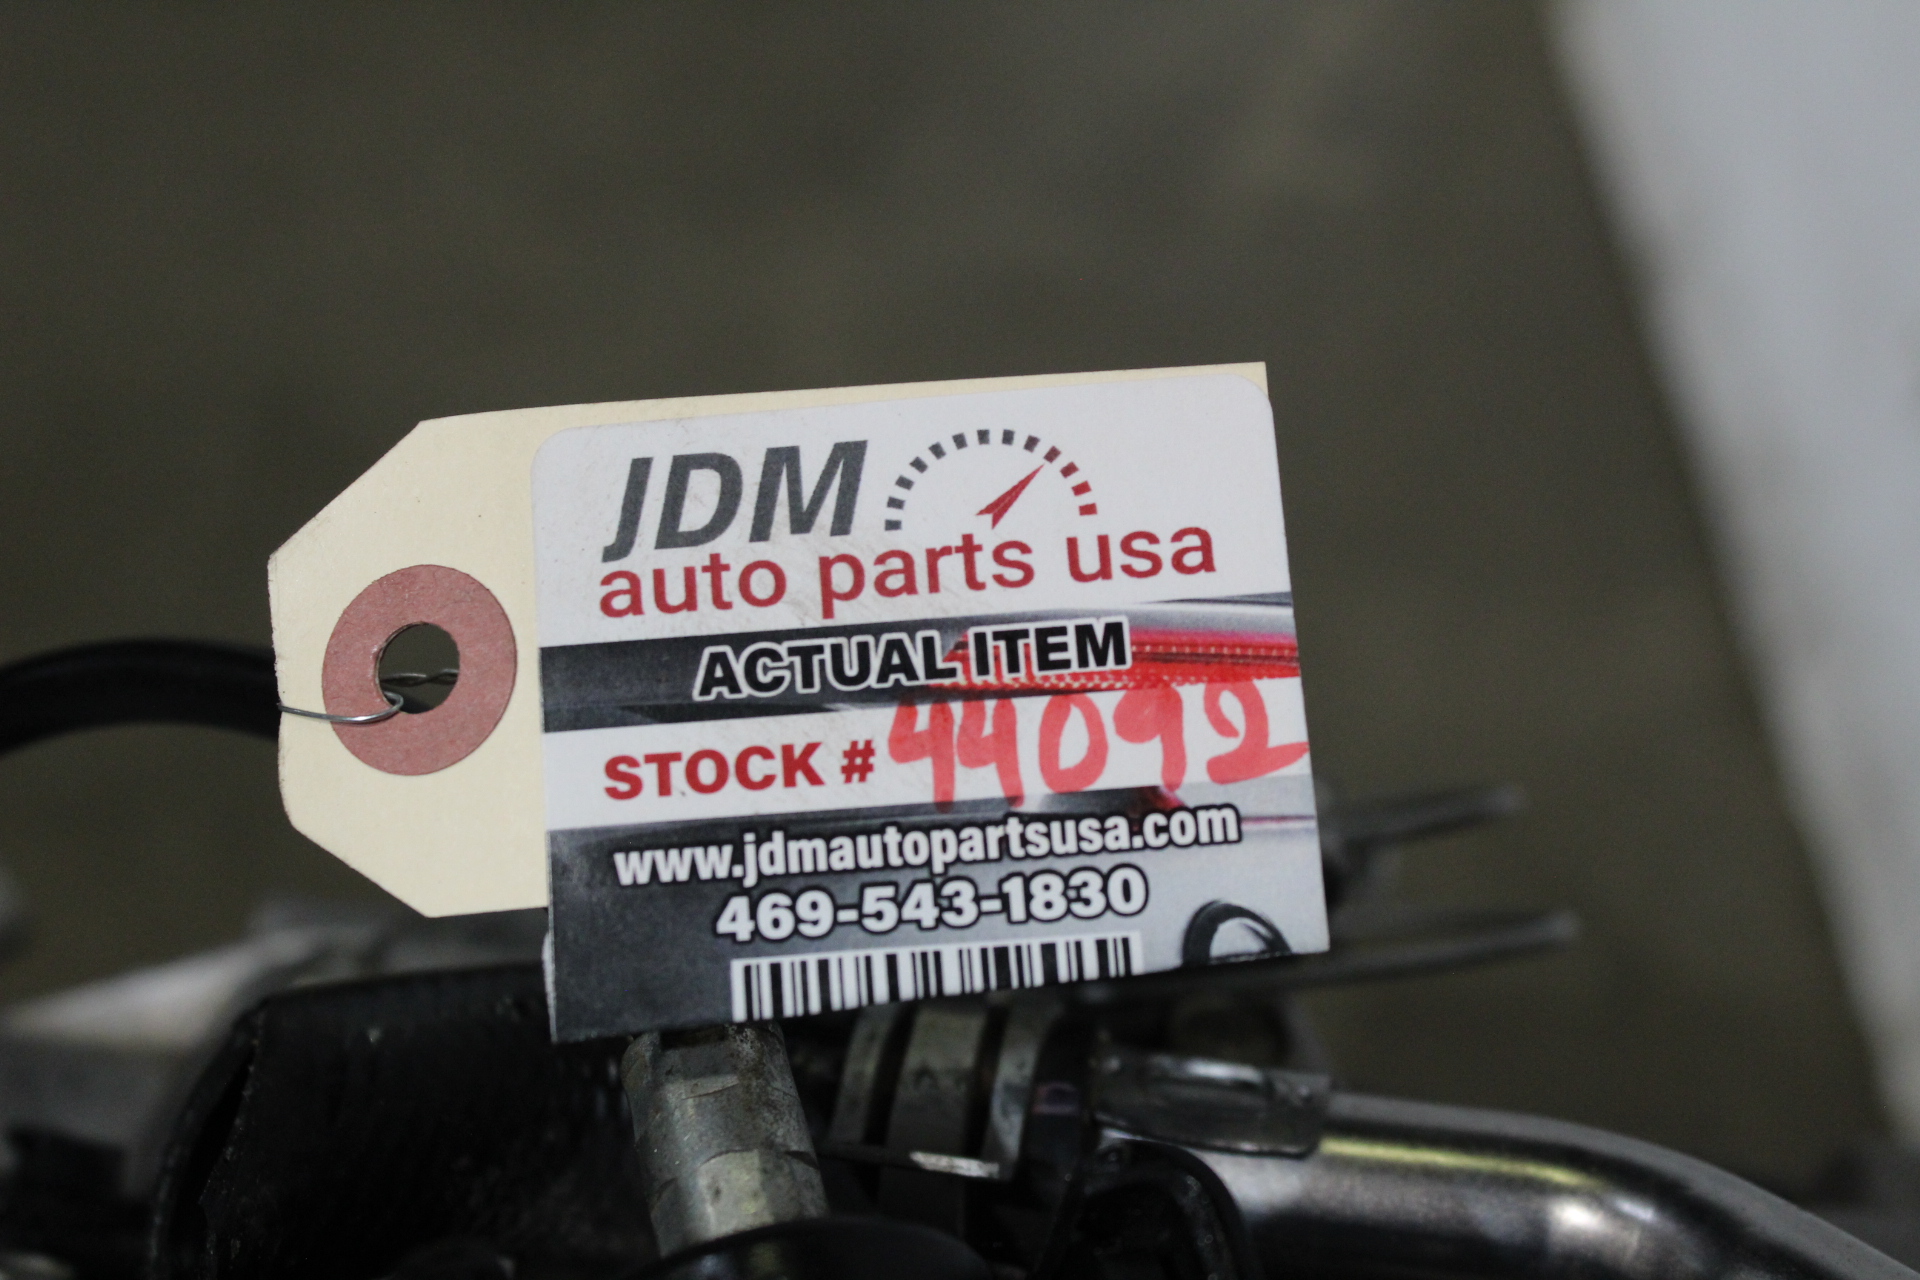 JDM
auto parts usa
ACTUAL ITEM
STOCK # 44092
www.jdmautopartsusa.com
469-543-1830